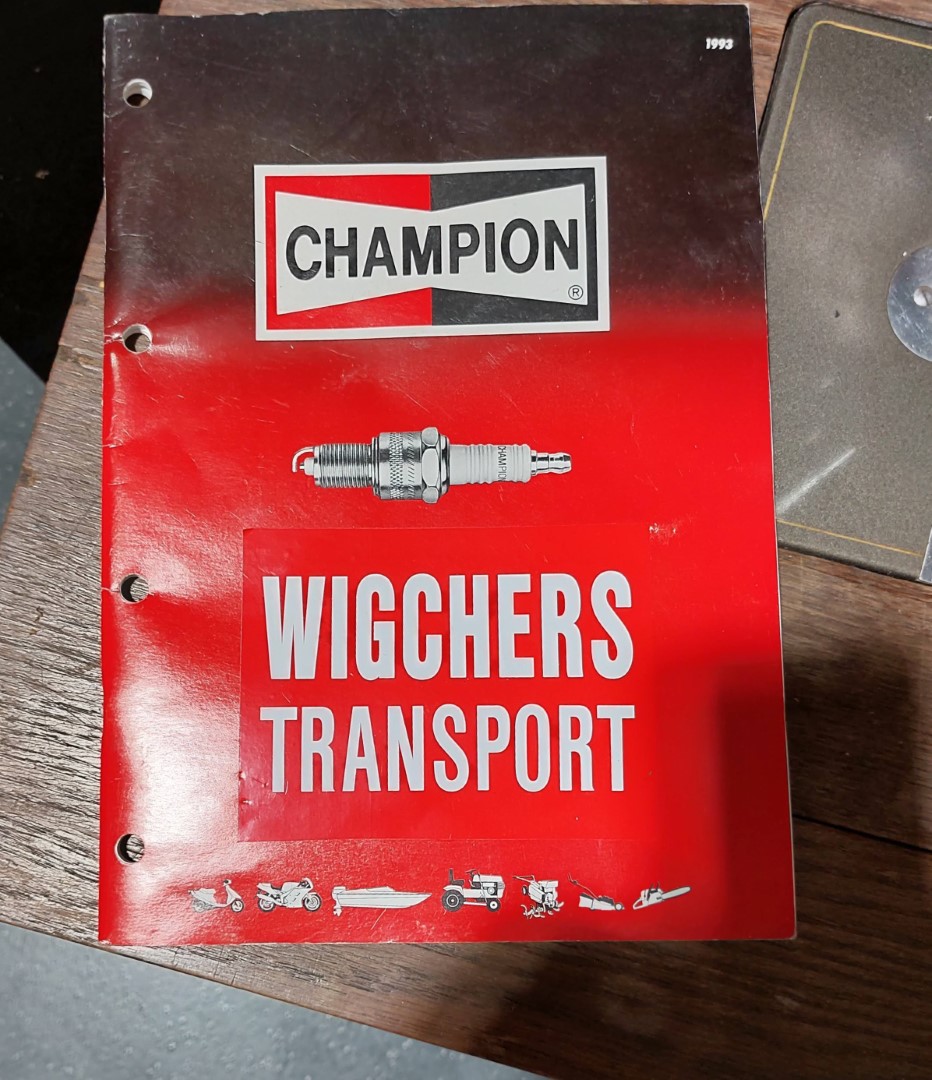 1993
CHAMPION
®
CHAMPION
WIGCHERS
TRANSPORT